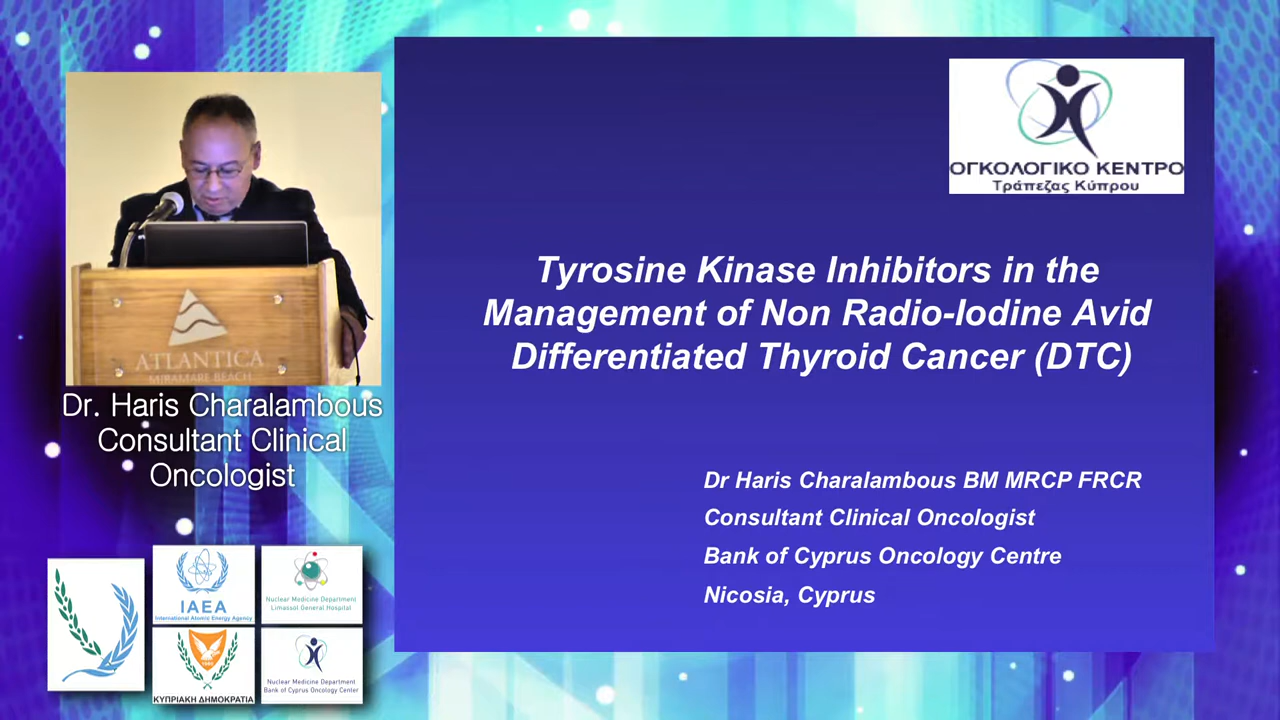 ΟΓΚΟΛΟΓΙΚΟ ΚΕΝΤΡΟ
Τράπεζας Κύπρου
Tyrosine Kinase Inhibitors in the
Management of Non Radio-Iodine Avid
Differentiated Thyroid Cancer (DTC)
Dr Haris Charalambous BM MRCP FRCR
Consultant Clinical Oncologist
Bank of Cyprus Oncology Centre
Nicosia, Cyprus
ATLANTICA
MIRAMARE BEACH
Dr. Haris Charalambous
Consultant Clinical
Oncologist
IAEA
International Atomic Energy Agency
Nuclear Medicine Department
Limassol General Hospital
1960
ΚΥΠΡΙΑΚΗ ΔΗΜΟΚΡΑΤΙΑ
Nuclear Medicine Department
Bank of Cyprus Oncology Center